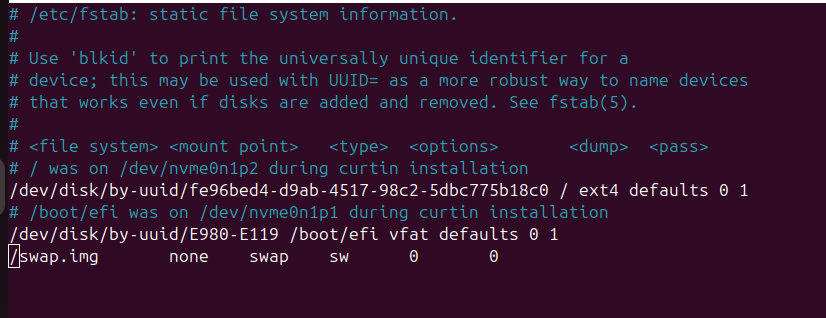 # /etc/fstab: static file system information.
#
# Use 'blkid' to print the universally unique identifier for a
# device; this may be used with UUID= as a more robust way to name devices
# that works even if disks are added and removed. See fstab(5).
#
# <file system> <mount point>   <type>  <options>       <dump>  <pass>
# / was on /dev/nvme0n1p2 during curtin installation
/dev/disk/by-uuid/fe96bed4-d9ab-4517-98c2-5dbc775b18c0 / ext4 defaults 0 1
# /boot/efi was on /dev/nvme0n1p1 during curtin installation
/dev/disk/by-uuid/E980-E119 /boot/efi vfat defaults 0 1
/swap.img       none    swap    sw      0       0